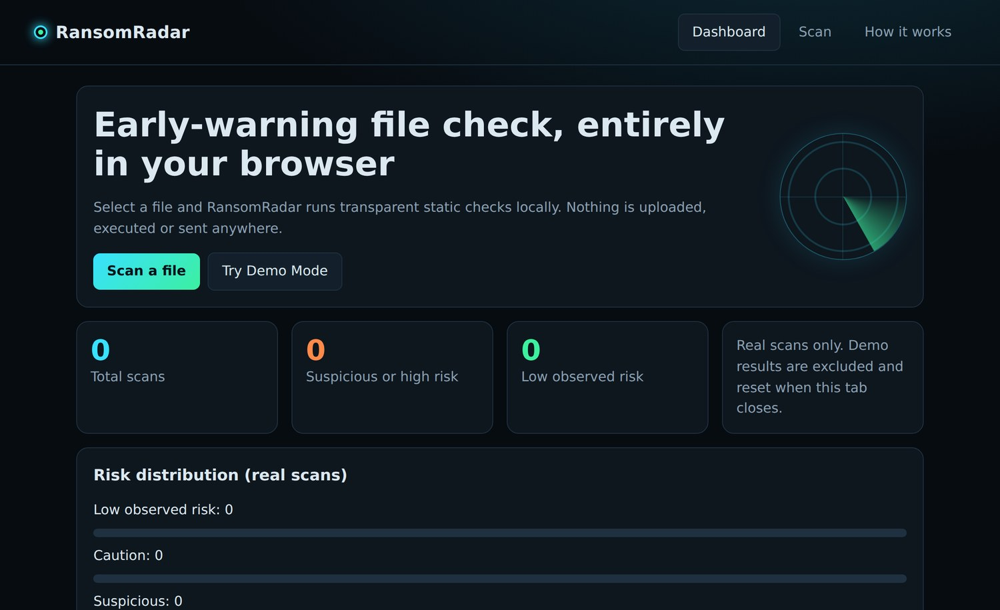 RansomRadar
Dashboard
Scan
How it works
Early-warning file check, entirely
in your browser
Select a file and RansomRadar runs transparent static checks locally. Nothing is uploaded,
executed or sent anywhere.
Scan a file
Try Demo Mode
0
Total scans
0
Suspicious or high risk
0
Low observed risk
Real scans only. Demo
results are excluded and
reset when this tab
closes.
Risk distribution (real scans)
Low observed risk: 0
Caution: 0
Suspicious: 0